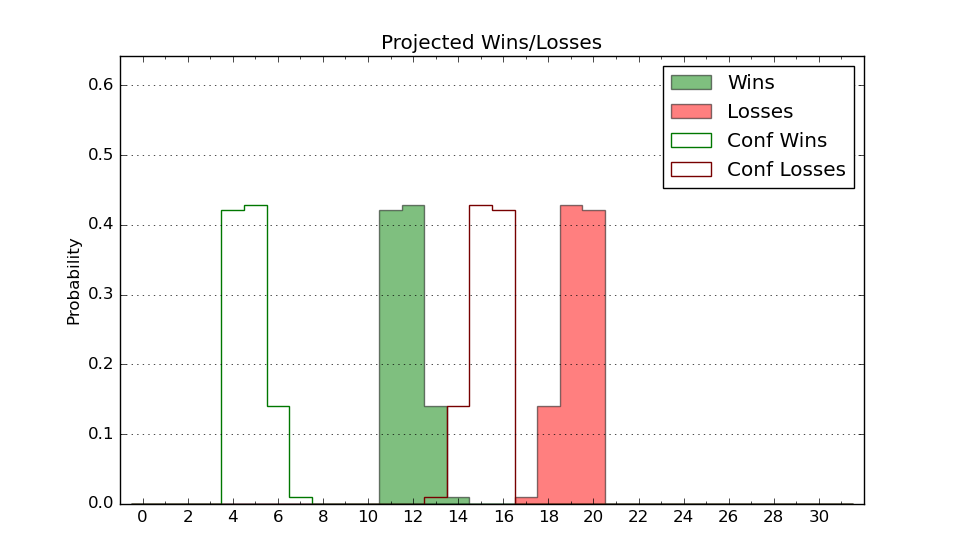 Projected Wins/Losses
Wins
Losses
Conf Wins
Conf Losses
Probability
0.6
0.5
0.4
0.3
0.2
0.1
0.0
0 2 4 6 8 10 12 14 16 18 20 22 24 26 28 30